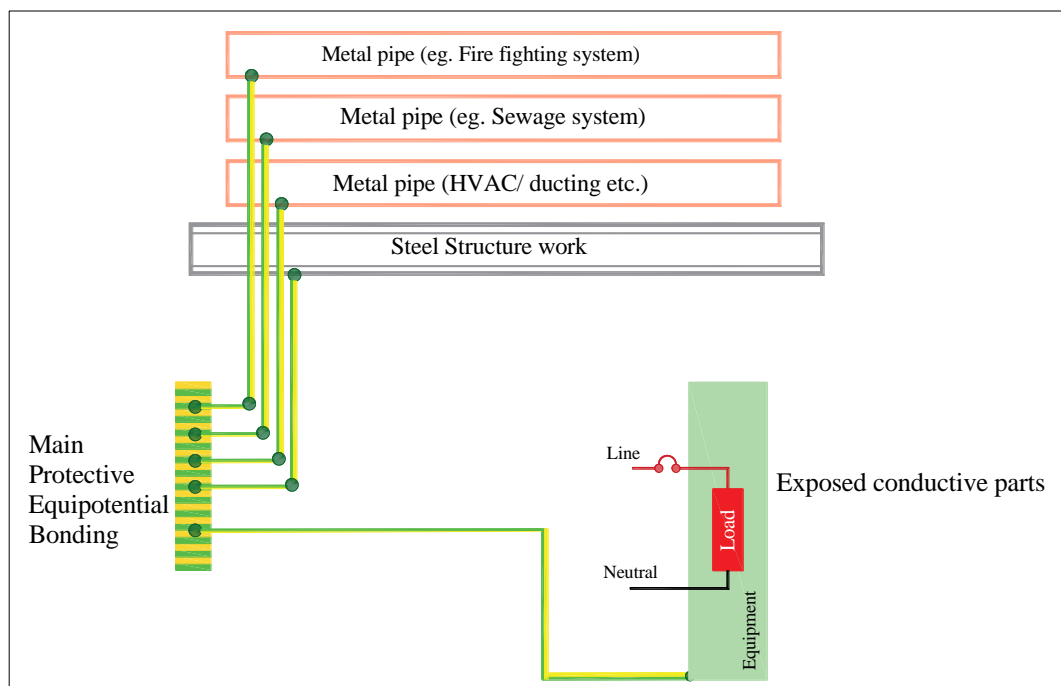 Metal pipe (eg. Fire fighting system)
Metal pipe (eg. Sewage system)
Metal pipe (HVAC/ ducting etc.)
Steel Structure work
Main
Protective
Equipotential
Bonding
Line
Neutral
Load
Equipment
Exposed conductive parts